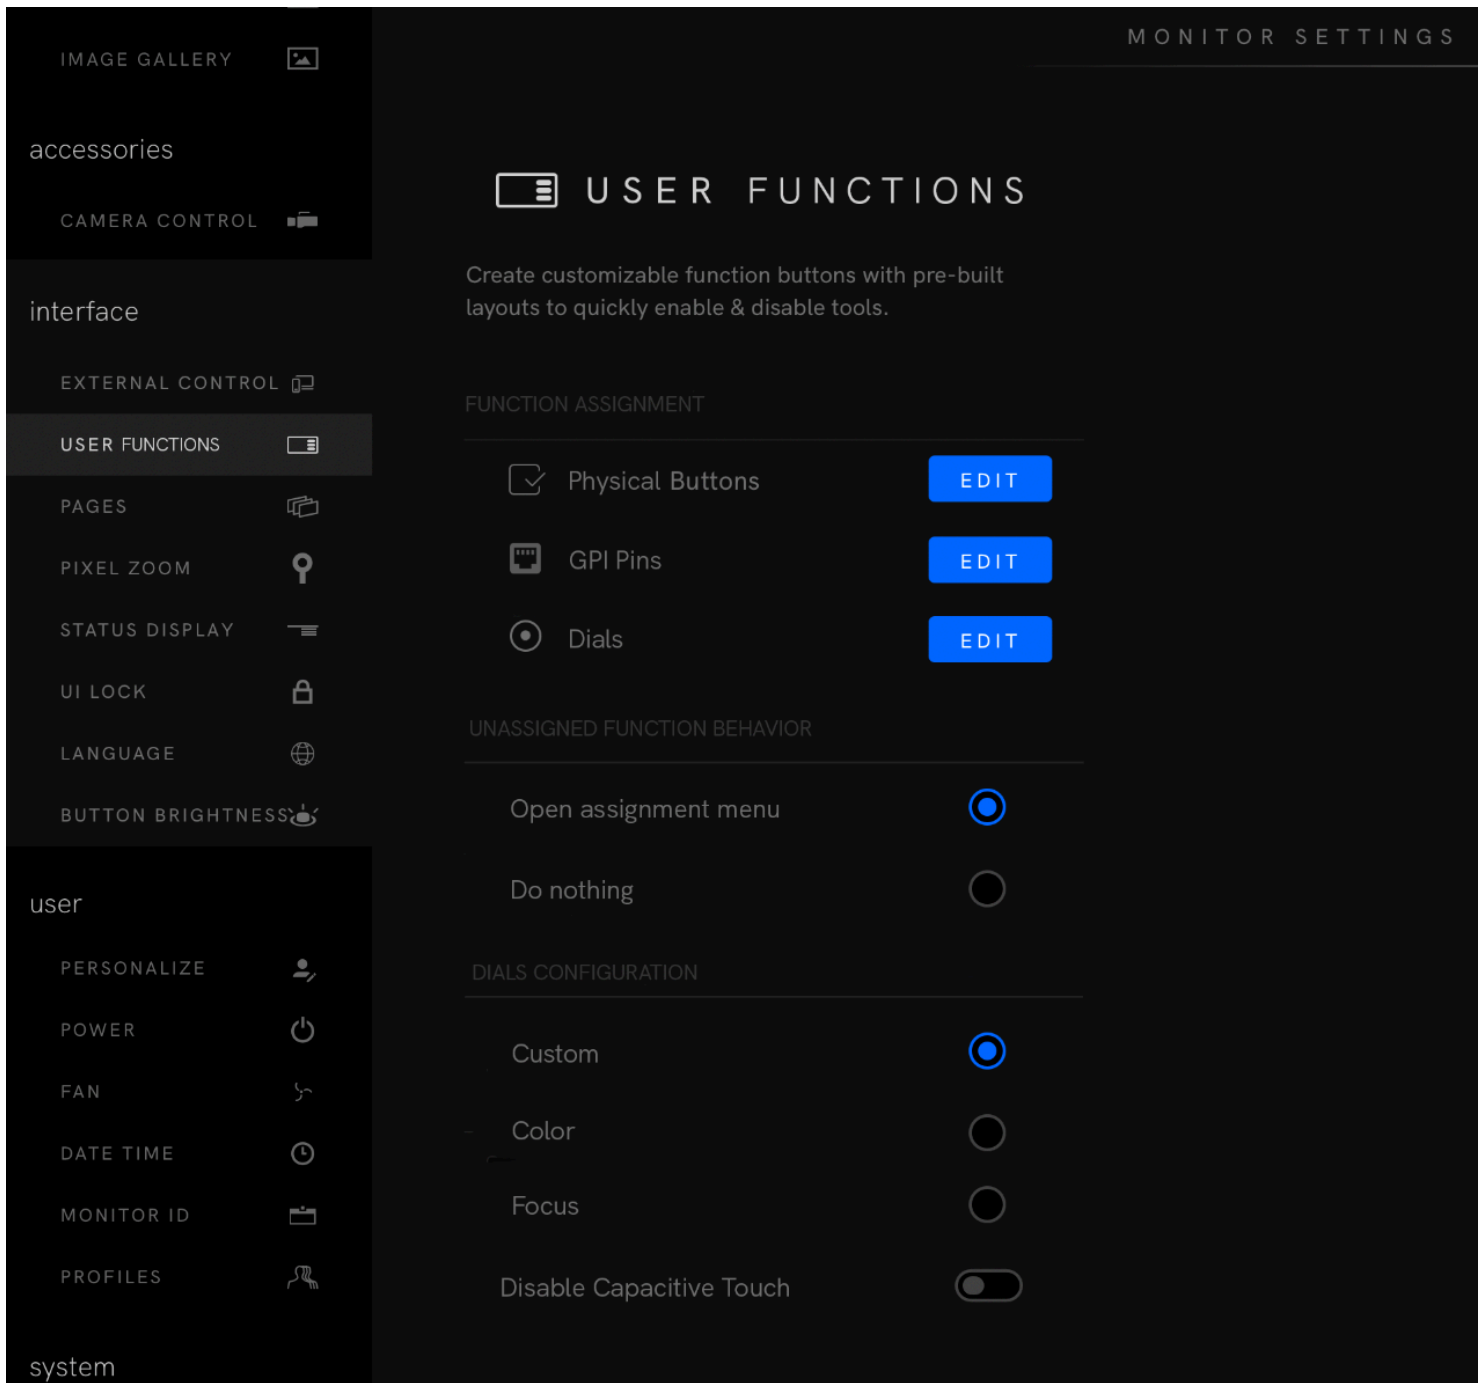 MONITOR SETTINGS
IMAGE GALLERY
accessories
CAMERA CONTROL
interface
EXTERNAL CONTROL
USER FUNCTIONS
PAGES
PIXEL ZOOM
STATUS DISPLAY
UI LOCK
LANGUAGE
BUTTON BRIGHTNESS
user
PERSONALIZE
POWER
FAN
DATE TIME
MONITOR ID
PROFILES
system
USER FUNCTIONS
Create customizable function buttons with pre-built
layouts to quickly enable & disable tools.
FUNCTION ASSIGNMENT
Physical Buttons EDIT
GPI Pins EDIT
Dials EDIT
UNASSIGNED FUNCTION BEHAVIOR
Open assignment menu
Do nothing
DIALS CONFIGURATION
Custom
Color
Focus
Disable Capacitive Touch